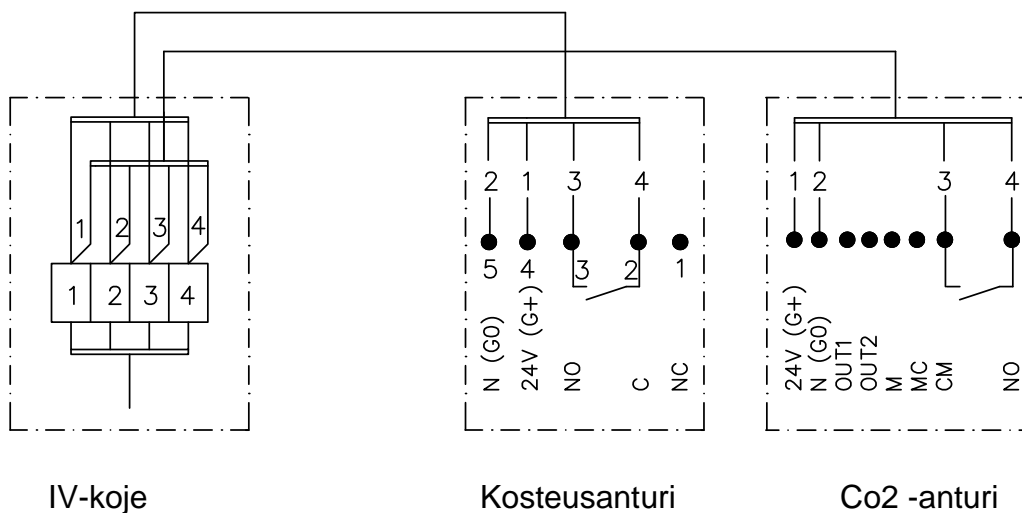 1 2 3 4
1 2 3 4
IV-koje
2 1 3 4
5 4 3 2 1
N (G0)
24V (G+)
NO
C
NC
Kosteusanturi
1 2 3 4
24V (G+)
N (G0)
OUT1
OUT2
M
MC
CM
NO
Co2 -anturi